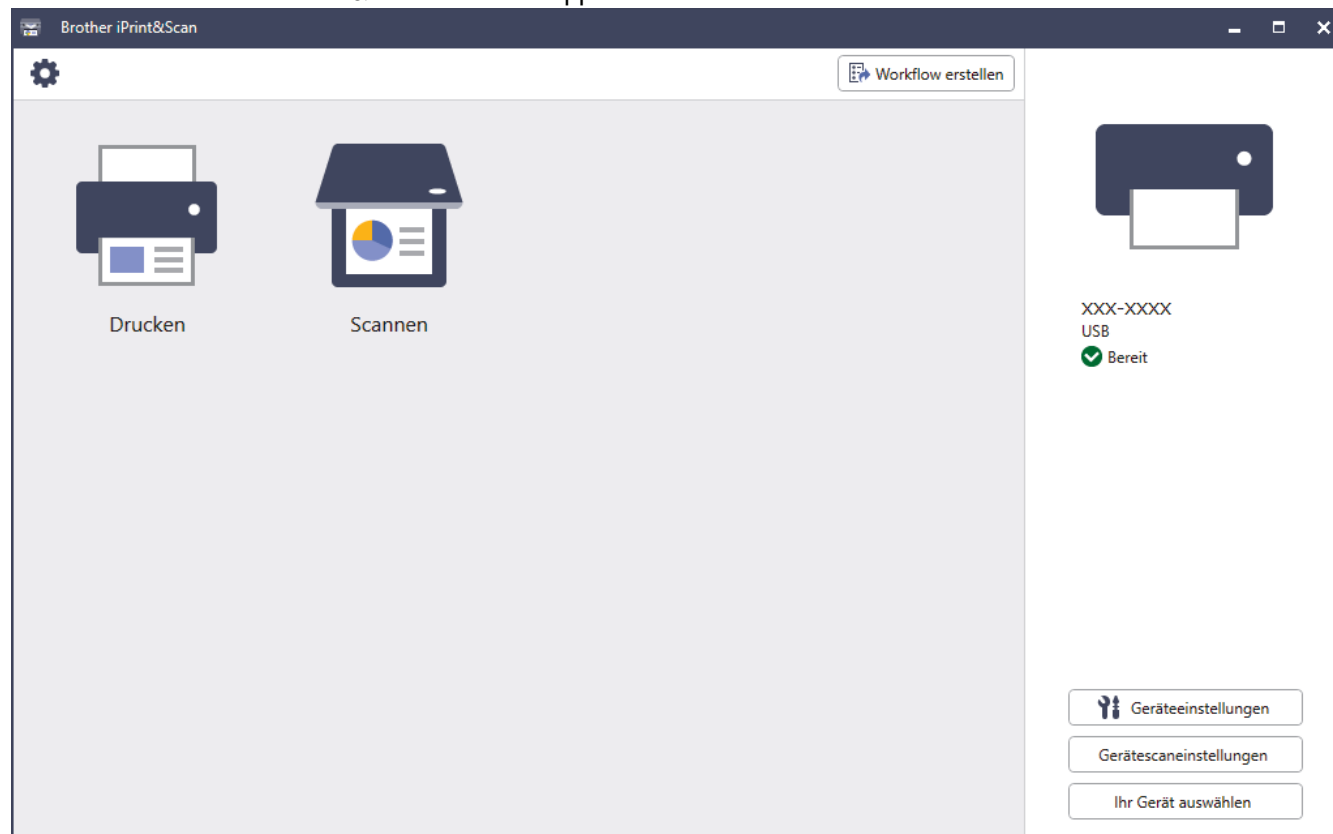 Brother iPrint&Scan
Workflow erstellen
Drucken
Scannen
XXX-XXXX
USB
Bereit
Geräteeinstellungen
Gerätescaneinstellungen
Ihr Gerät auswählen